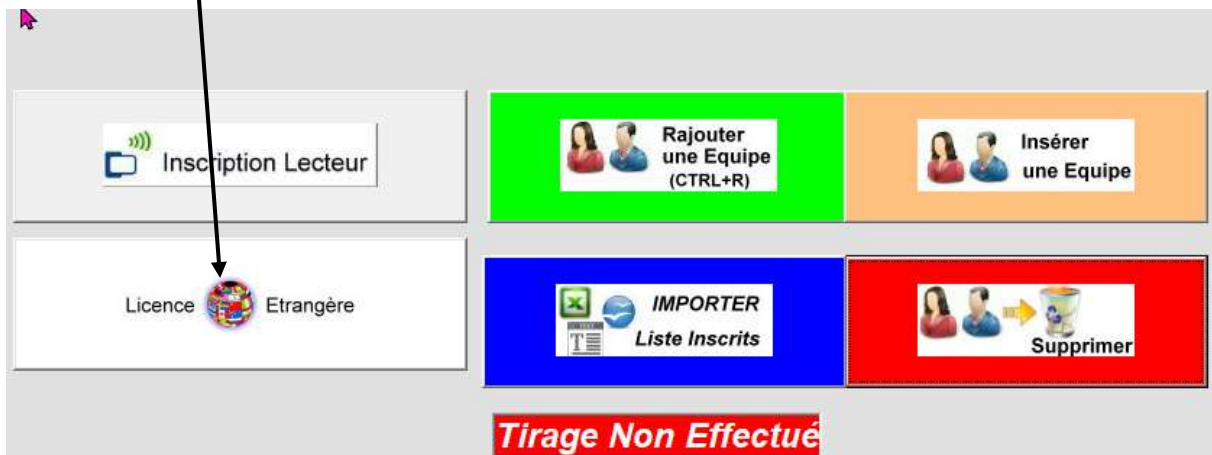 Inscription Lecteur
Rajouter
une Equipe
(CTRL+R)
Insérer
une Equipe
Licence Etrangère
IMPORTER
Liste Inscrits
Supprimer
Tirage Non Effectué